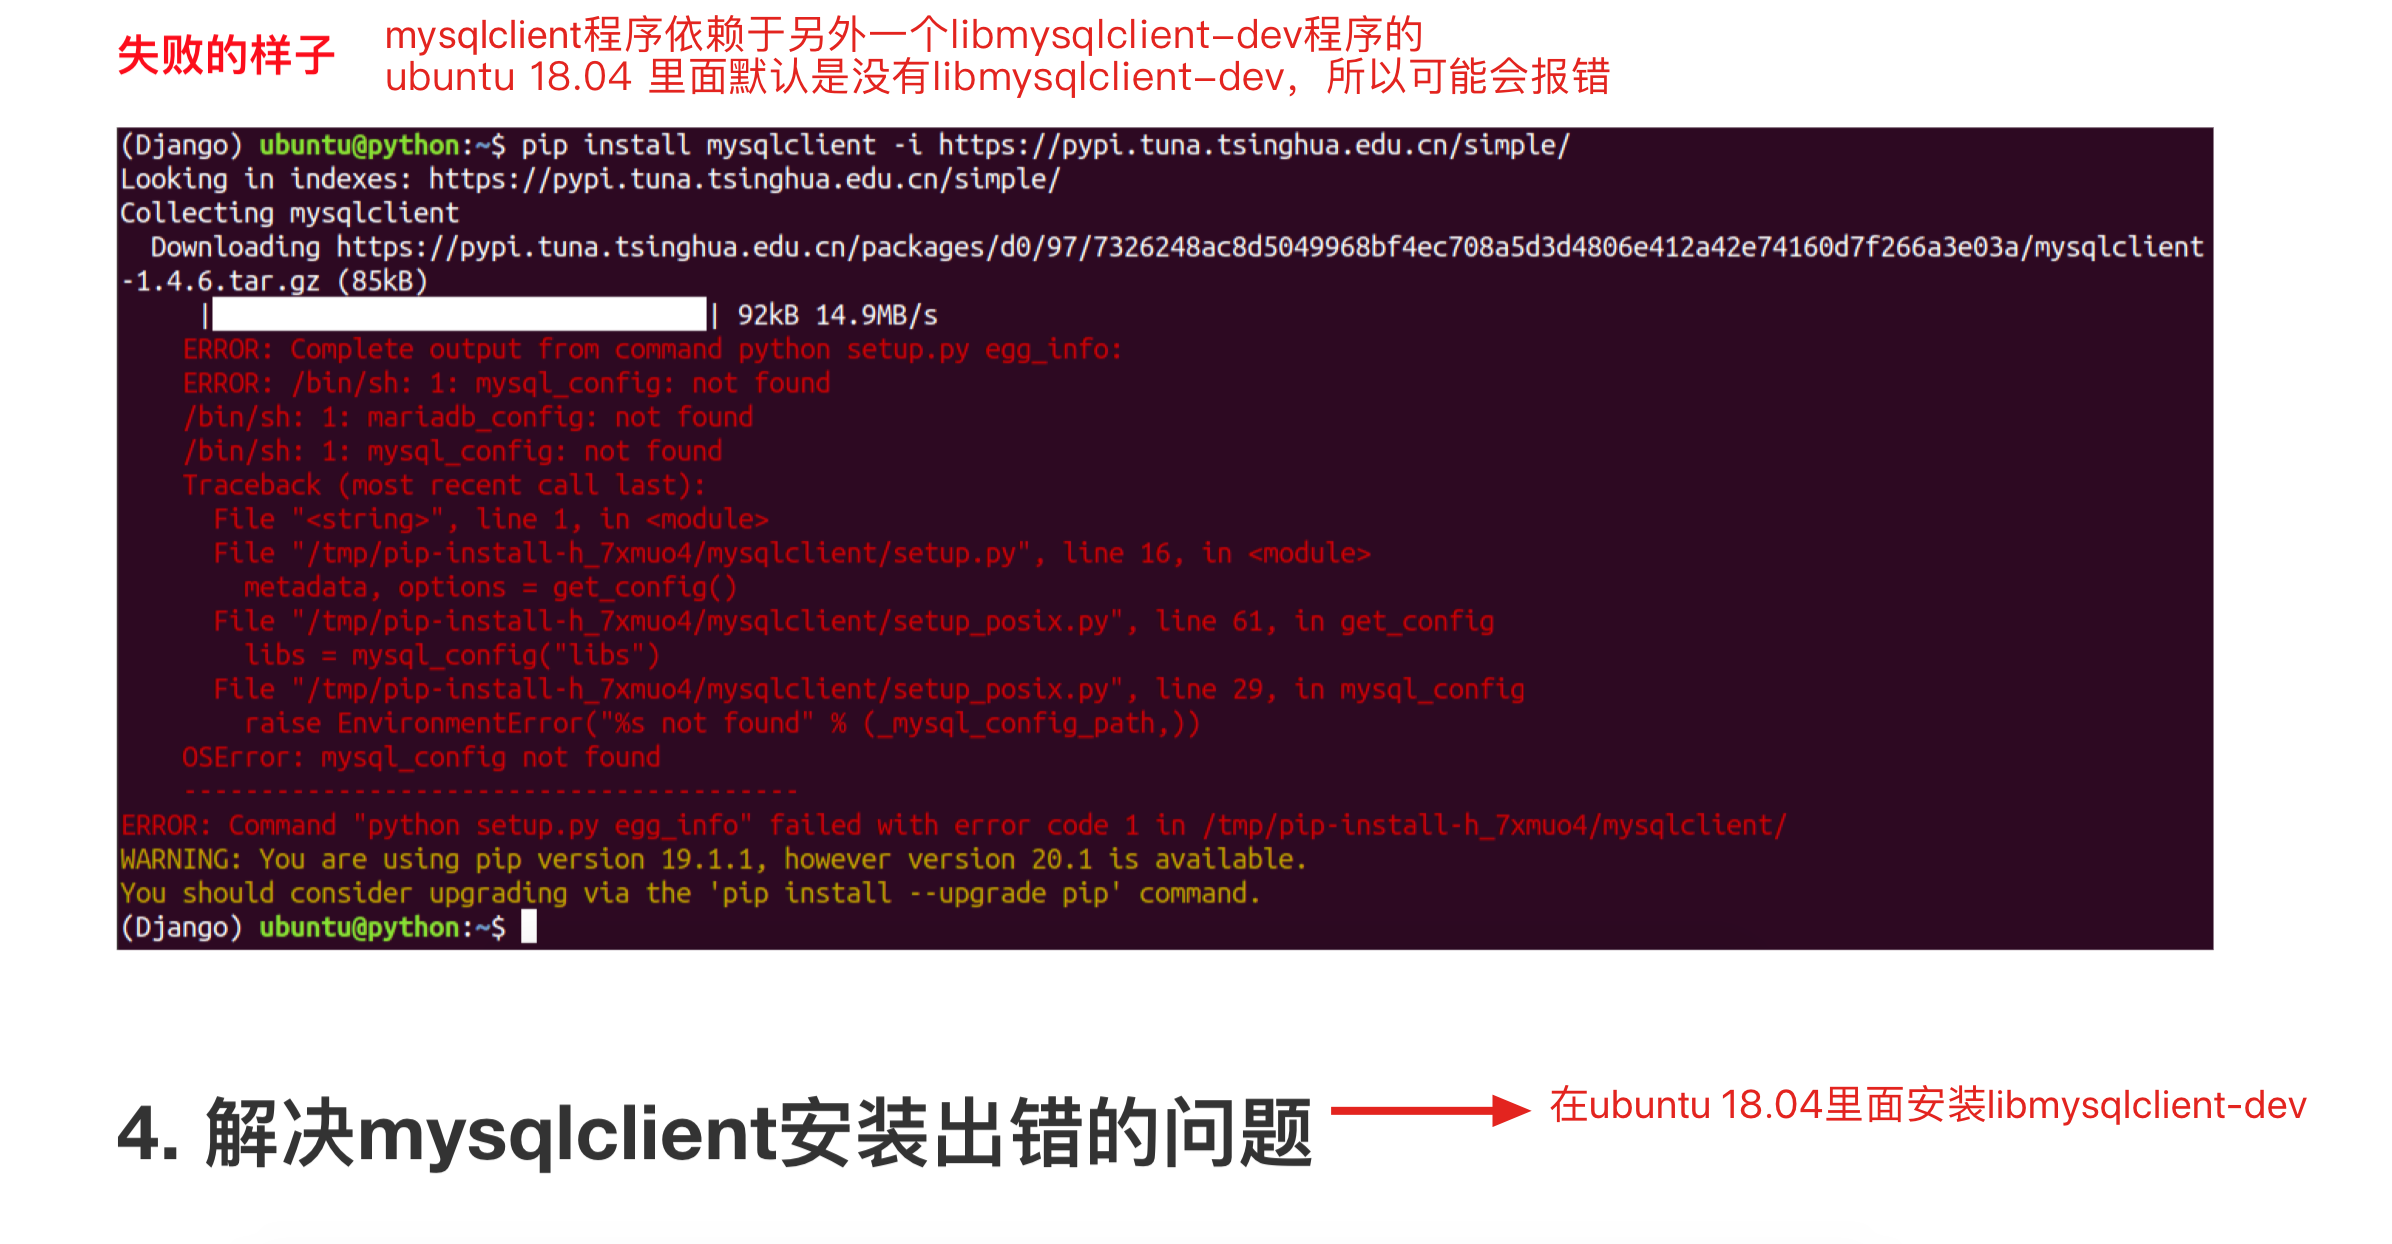 失败的样子
mysqlclient程序依赖于另外一个libmysqlclient-dev程序的
ubuntu 18.04 里面默认是没有libmysqlclient-dev，所以可能会报错
(Django) ubuntu@python:~$ pip install mysqlclient -i https://pypi.tuna.tsinghua.edu.cn/simple/
Looking in indexes: https://pypi.tuna.tsinghua.edu.cn/simple/
Collecting mysqlclient
  Downloading https://pypi.tuna.tsinghua.edu.cn/packages/d0/97/7326248ac8d5049968bf4ec708a5d3d4806e412a42e74160d7f266a3e03a/mysqlclient
-1.4.6.tar.gz (85kB)
     |                                | 92kB 14.9MB/s
    ERROR: Complete output from command python setup.py egg_info:
    ERROR: /bin/sh: 1: mysql_config: not found
    /bin/sh: 1: mariadb_config: not found
    /bin/sh: 1: mysql_config: not found
    Traceback (most recent call last):
      File "<string>", line 1, in <module>
      File "/tmp/pip-install-h_7xmuo4/mysqlclient/setup.py", line 16, in <module>
        metadata, options = get_config()
      File "/tmp/pip-install-h_7xmuo4/mysqlclient/setup_posix.py", line 61, in get_config
        libs = mysql_config("libs")
      File "/tmp/pip-install-h_7xmuo4/mysqlclient/setup_posix.py", line 29, in mysql_config
        raise EnvironmentError("%s not found" % (_mysql_config_path,))
    OSError: mysql_config not found
    ----------------------------------------
ERROR: Command "python setup.py egg_info" failed with error code 1 in /tmp/pip-install-h_7xmuo4/mysqlclient/
WARNING: You are using pip version 19.1.1, however version 20.1 is available.
You should consider upgrading via the 'pip install --upgrade pip' command.
(Django) ubuntu@python:~$
4. 解决mysqlclient安装出错的问题
在ubuntu 18.04里面安装libmysqlclient-dev